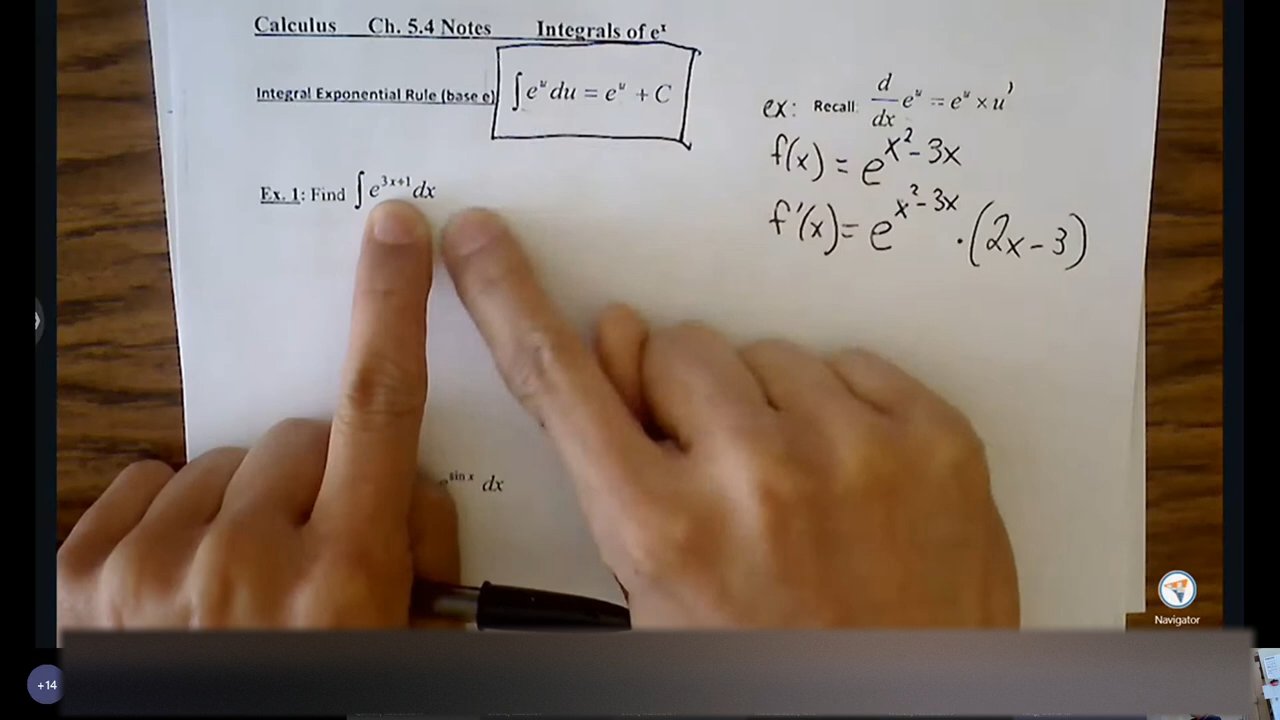 Calculus Ch. 5.4 Notes Integrals of eˣ
Integral Exponential Rule (base e) ∫eᵘ du = eᵘ + C
ex: Recall: d/dx eᵘ = eᵘ × u'
f(x) = e^{x²-3x}
f'(x) = e^{x²-3x} · (2x-3)
Ex. 1: Find ∫e^{3x+1} dx
e^{sin x} dx
Navigator
+14